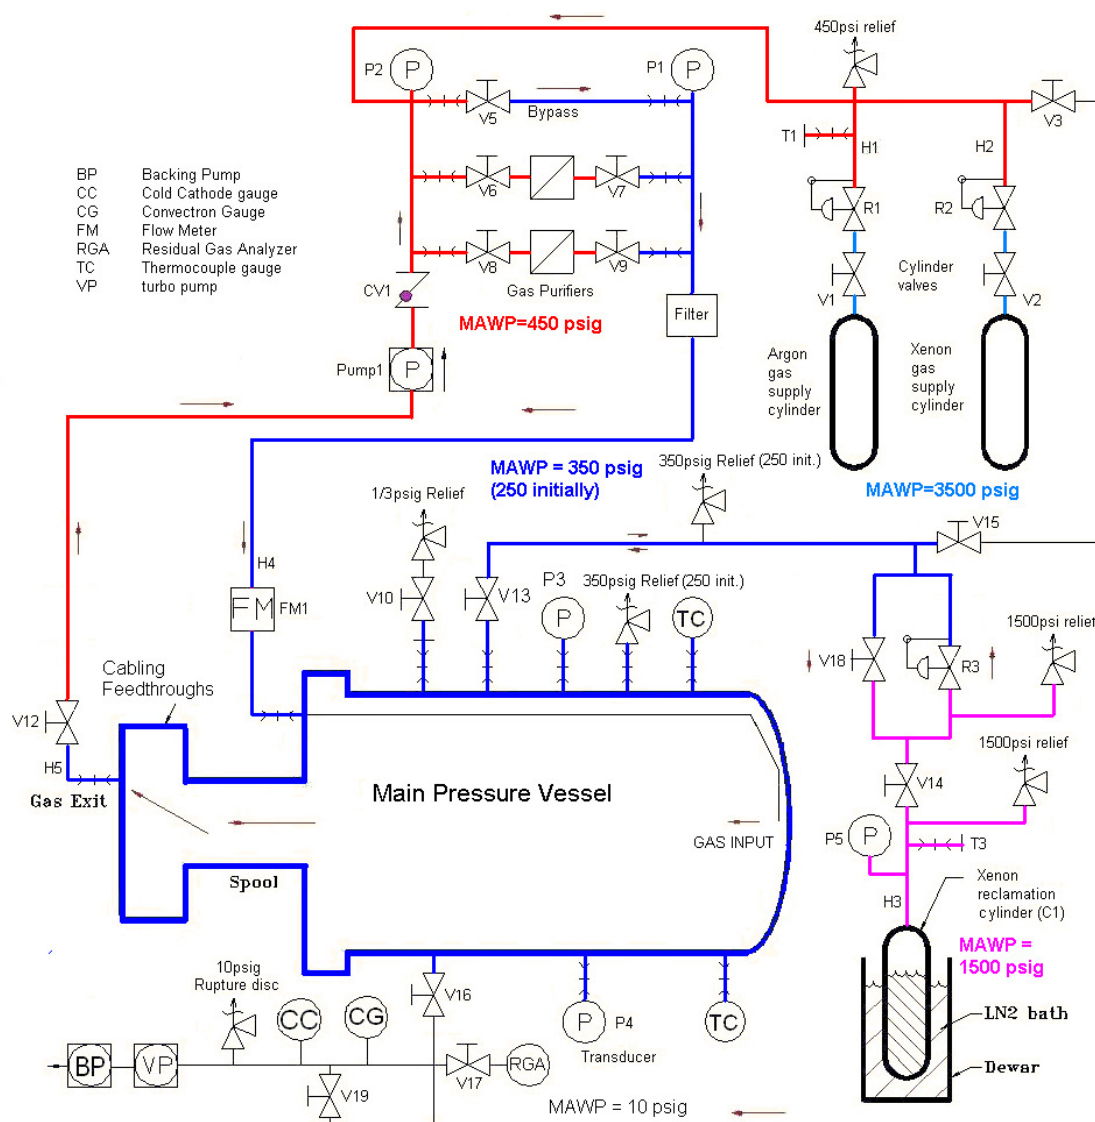 450psi relief
P2
P
P1
P
V3
V5
Bypass
T1
H1
H2
BP Backing Pump
CC Cold Cathode gauge
CG Convectron Gauge
FM Flow Meter
RGA Residual Gas Analyzer
TC Thermocouple gauge
VP turbo pump
V6
V7
R1
R2
V8
V9
Cylinder
valves
CV1
Gas Purifiers
V1
V2
MAWP=450 psig
Filter
Pump1
P
Argon
gas
supply
cylinder
Xenon
gas
supply
cylinder
MAWP = 350 psig
(250 initially)
350psig Relief (250 init.)
MAWP=3500 psig
1/3psig Relief
V15
H4
P3
350psig Relief (250 init.)
1500psi relief
FM
FM1
V10
V13
P
TC
V18
R3
Cabling
Feedthroughs
V12
H5
Gas Exit
1500psi relief
Main Pressure Vessel
V14
GAS INPUT
P5
P
T3
Spool
Xenon
reclamation
cylinder (C1)
H3
MAWP =
1500 psig
10psig
Rupture disc
V16
CC
CG
P
P4
TC
LN2 bath
Transducer
BP
VP
V17
RGA
Dewar
V19
MAWP = 10 psig